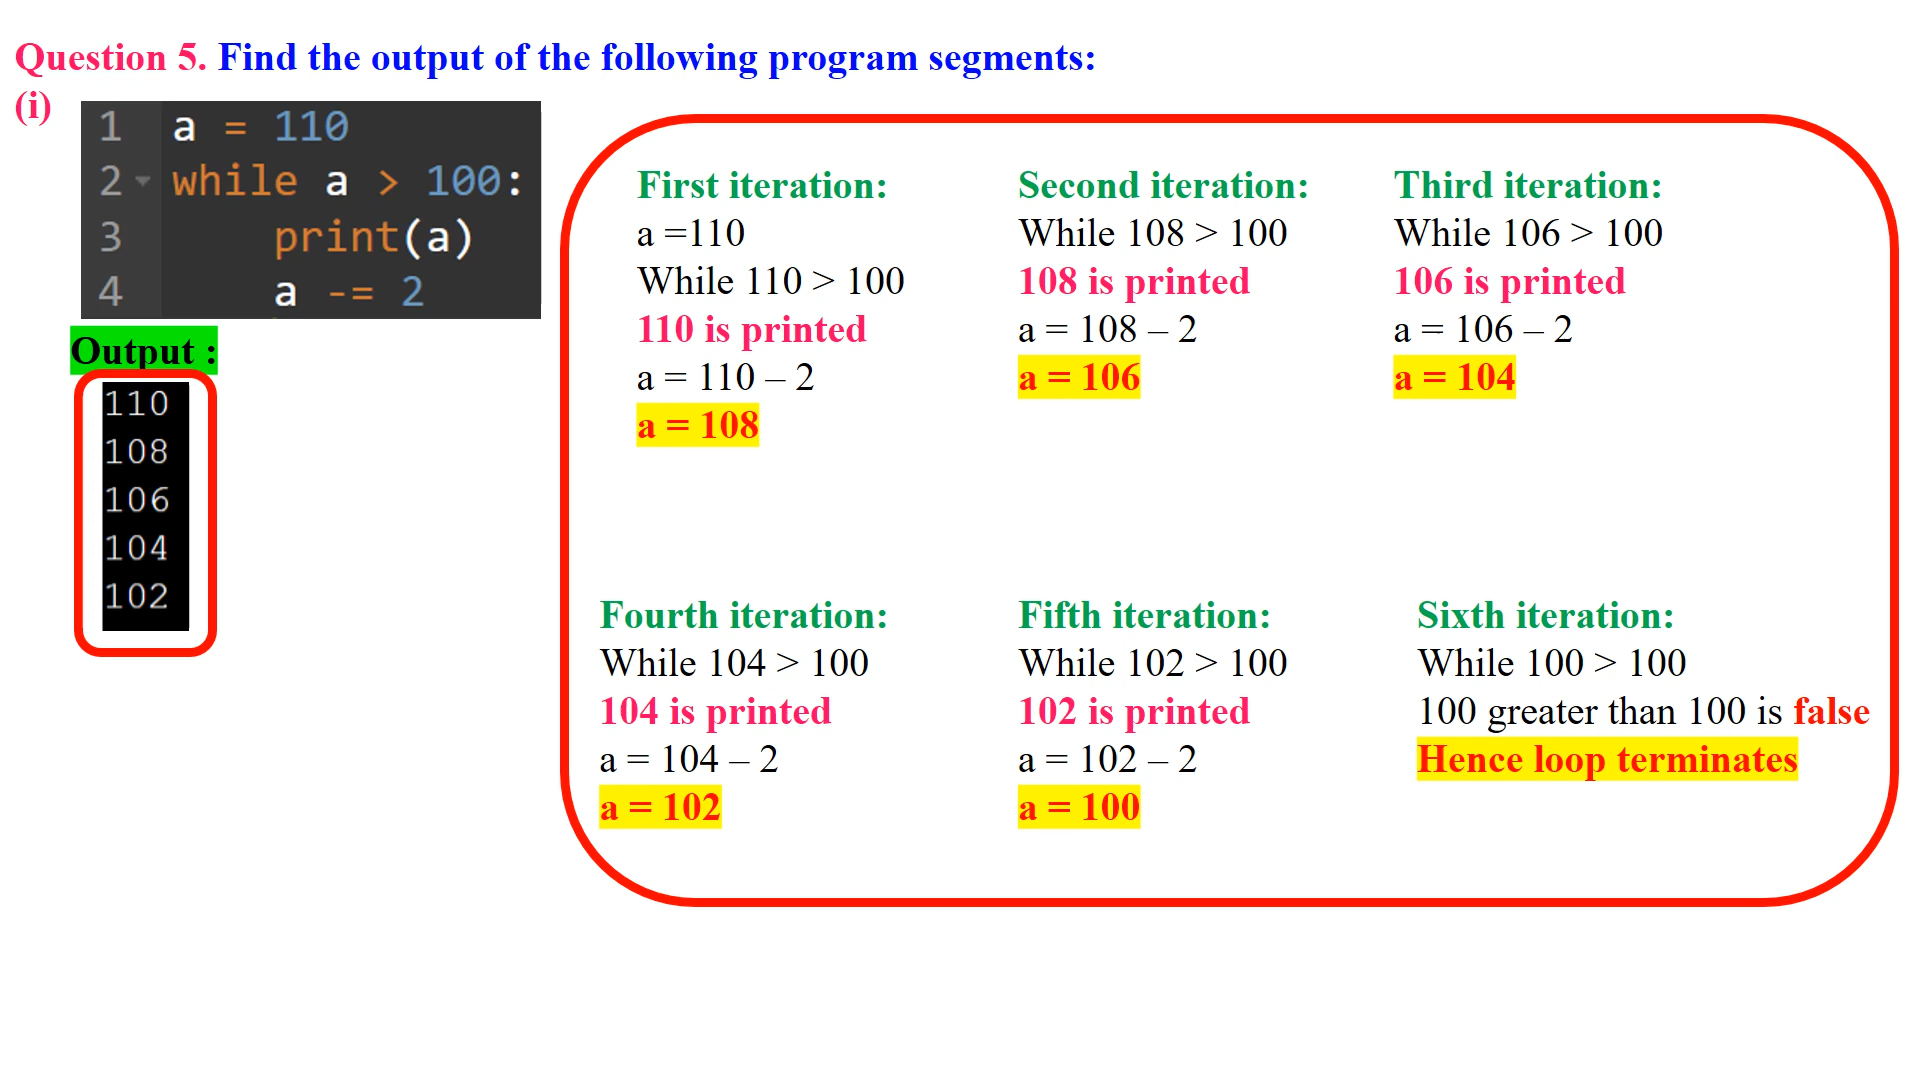 Question 5. Find the output of the following program segments:
(i)
1 a = 110
2 while a > 100:
3 print(a)
4 a -= 2
Output :
110
108
106
104
102
First iteration:
a =110
While 110 > 100
110 is printed
a = 110 – 2
a = 108
Second iteration:
While 108 > 100
108 is printed
a = 108 – 2
a = 106
Third iteration:
While 106 > 100
106 is printed
a = 106 – 2
a = 104
Fourth iteration:
While 104 > 100
104 is printed
a = 104 – 2
a = 102
Fifth iteration:
While 102 > 100
102 is printed
a = 102 – 2
a = 100
Sixth iteration:
While 100 > 100
100 greater than 100 is false
Hence loop terminates